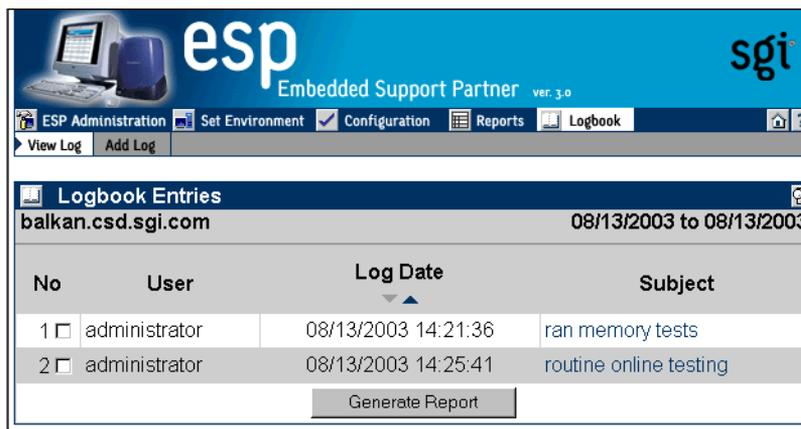 esp
Embedded Support Partner ver. 3.0
sgi
ESP Administration Set Environment Configuration Reports Logbook
View Log Add Log
Logbook Entries
balkan.csd.sgi.com 08/13/2003 to 08/13/2003
No User Log Date Subject
1 administrator 08/13/2003 14:21:36 ran memory tests
2 administrator 08/13/2003 14:25:41 routine online testing
Generate Report